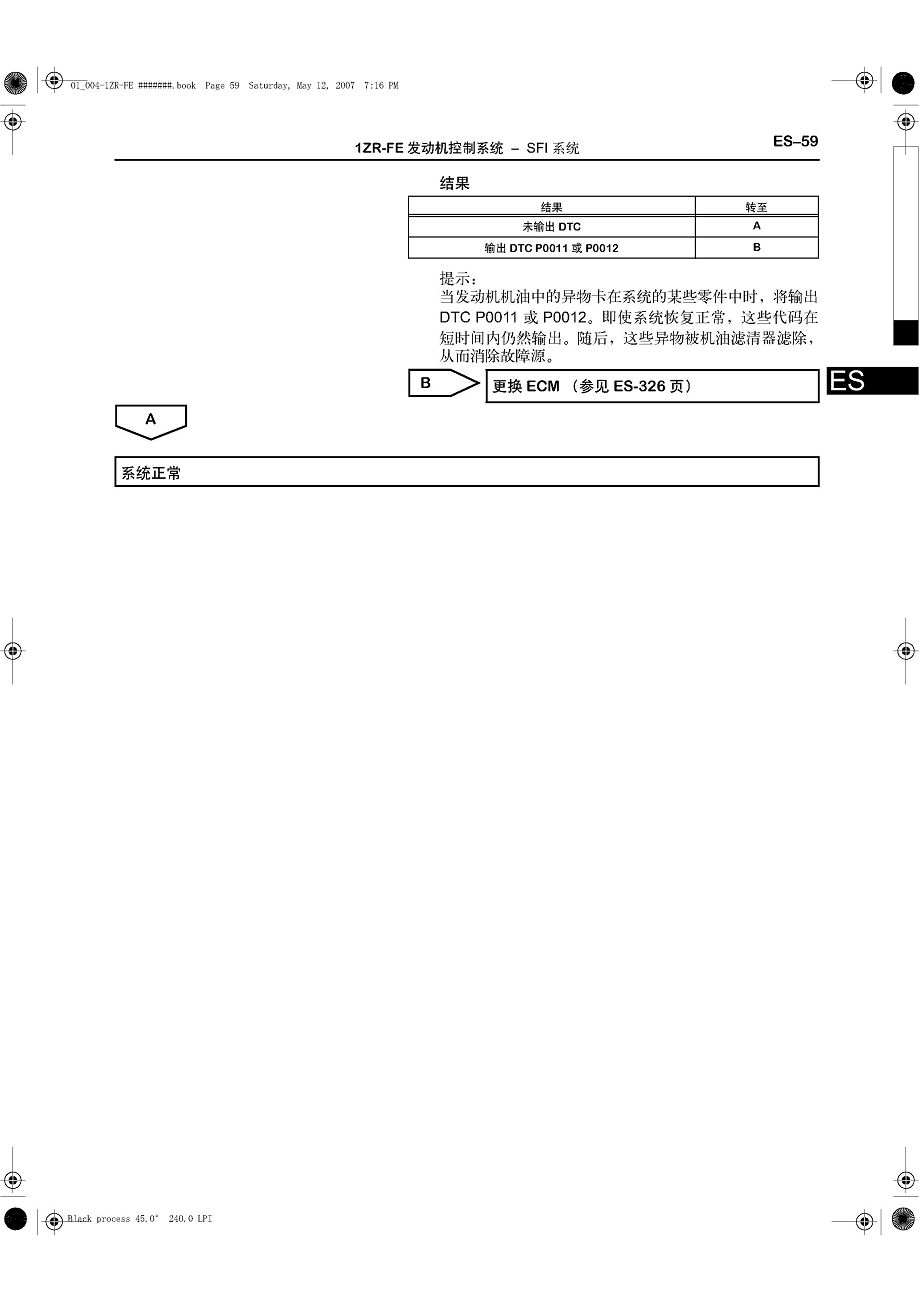 01_004-1ZR-FE #######.book Page 59 Saturday, May 12, 2007 7:16 PM
ES–59
1ZR-FE 发动机控制系统 – SFI 系统
结果
结果 转至
未输出 DTC A
输出 DTC P0011 或 P0012 B
提示：
当发动机机油中的异物卡在系统的某些零件中时，将输出
DTC P0011 或 P0012。即使系统恢复正常，这些代码在
短时间内仍然输出。随后，这些异物被机油滤清器滤除，
从而消除故障源。
B 更换 ECM （参见 ES-326 页）
ES
A
系统正常
Black process 45.0° 240.0 LPI